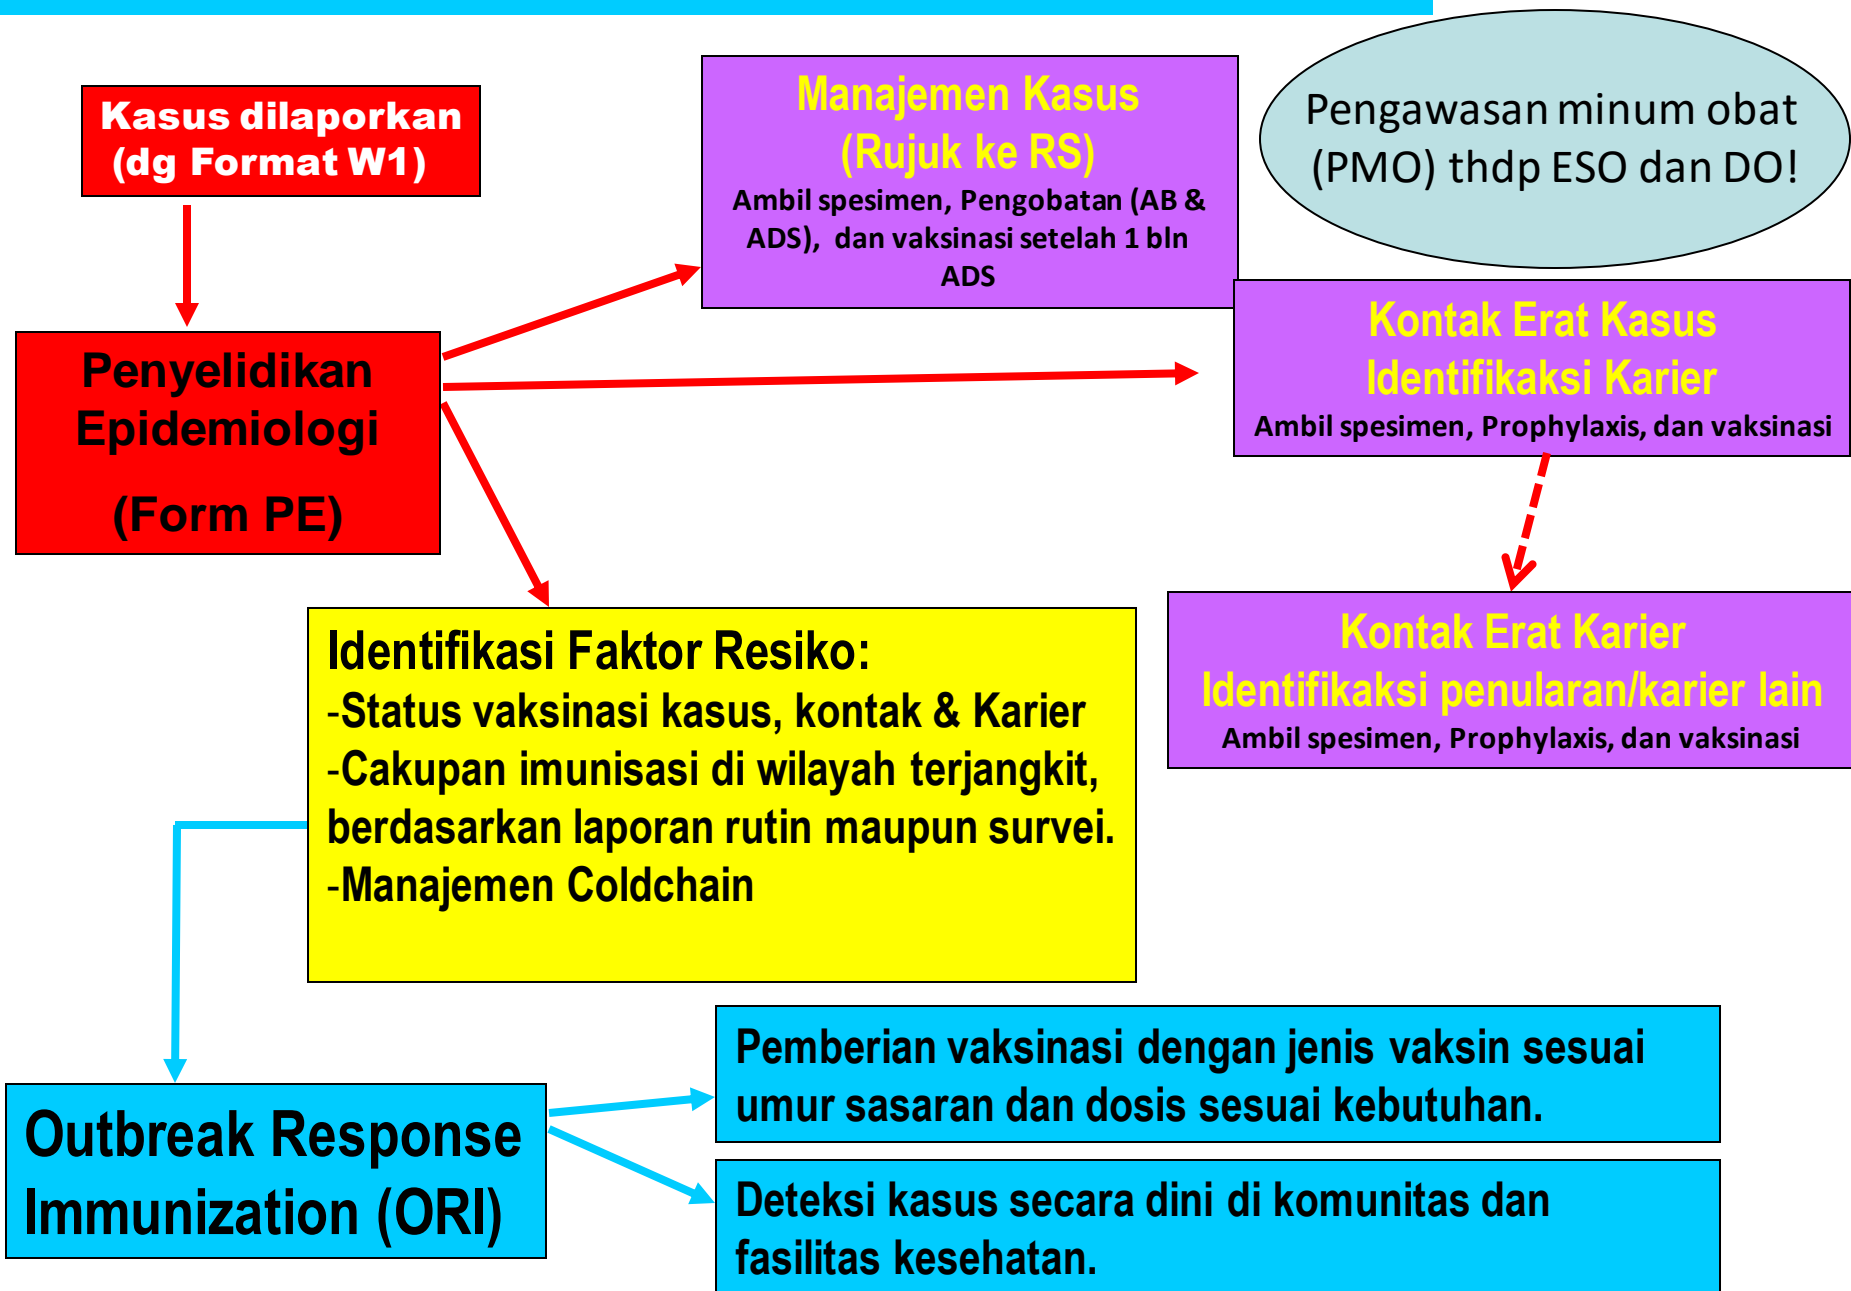 Kasus dilaporkan
(dg Format W1)
Manajemen Kasus
(Rujuk ke RS)
Ambil spesimen, Pengobatan (AB &
ADS), dan vaksinasi setelah 1 bln
ADS
Pengawasan minum obat
(PMO) thdp ESO dan DO!
Penyelidikan
Epidemiologi
(Form PE)
Kontak Erat Kasus
Identifikaksi Karier
Ambil spesimen, Prophylaxis, dan vaksinasi
Kontak Erat Karier
Identifikaksi penularan/karier lain
Ambil spesimen, Prophylaxis, dan vaksinasi
Identifikasi Faktor Resiko:
-Status vaksinasi kasus, kontak & Karier
-Cakupan imunisasi di wilayah terjangkit,
berdasarkan laporan rutin maupun survei.
-Manajemen Coldchain
Outbreak Response
Immunization (ORI)
Pemberian vaksinasi dengan jenis vaksin sesuai
umur sasaran dan dosis sesuai kebutuhan.
Deteksi kasus secara dini di komunitas dan
fasilitas kesehatan.